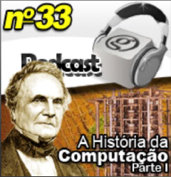 nº33
Podcast
@
A História da
Computação
Parte I